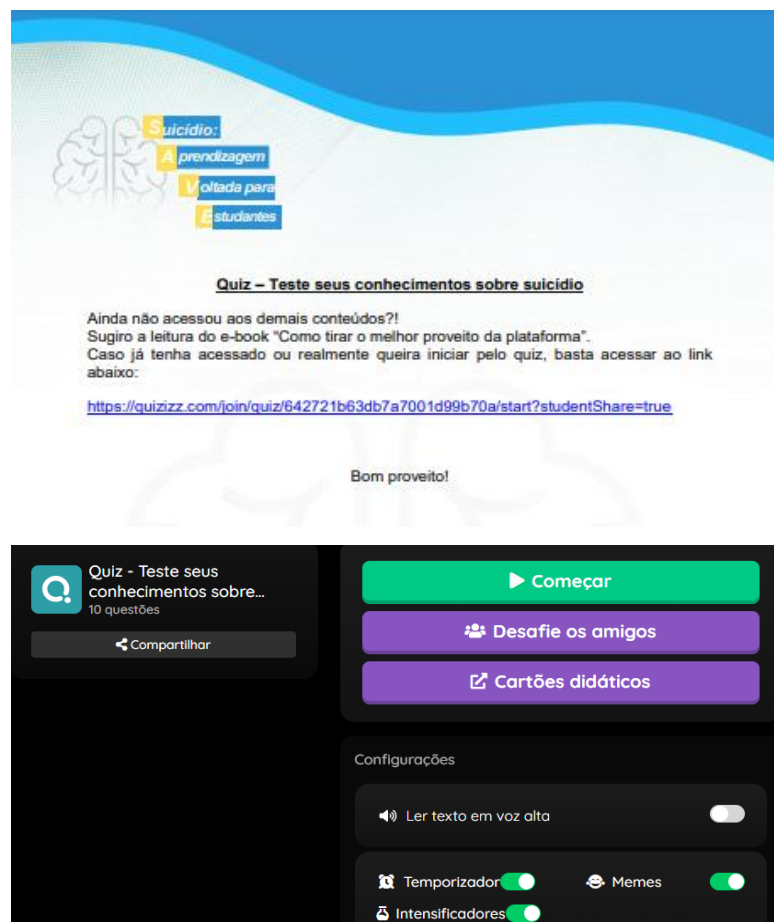 Suicídio:
Aprendizagem
Voltada para
Estudantes
Quiz – Teste seus conhecimentos sobre suicídio
Ainda não acessou aos demais conteúdos?!
Sugiro a leitura do e-book “Como tirar o melhor proveito da plataforma”.
Caso já tenha acessado ou realmente queira iniciar pelo quiz, basta acessar ao link
abaixo:
https://quizizz.com/join/quiz/642721b63db7a7001d99b70a/start?studentShare=true
Bom proveito!
Quiz - Teste seus
conhecimentos sobre...
10 questões
Compartilhar
Começar
Desafie os amigos
Cartões didáticos
Configurações
Ler texto em voz alta
Temporizador Memes
Intensificadores